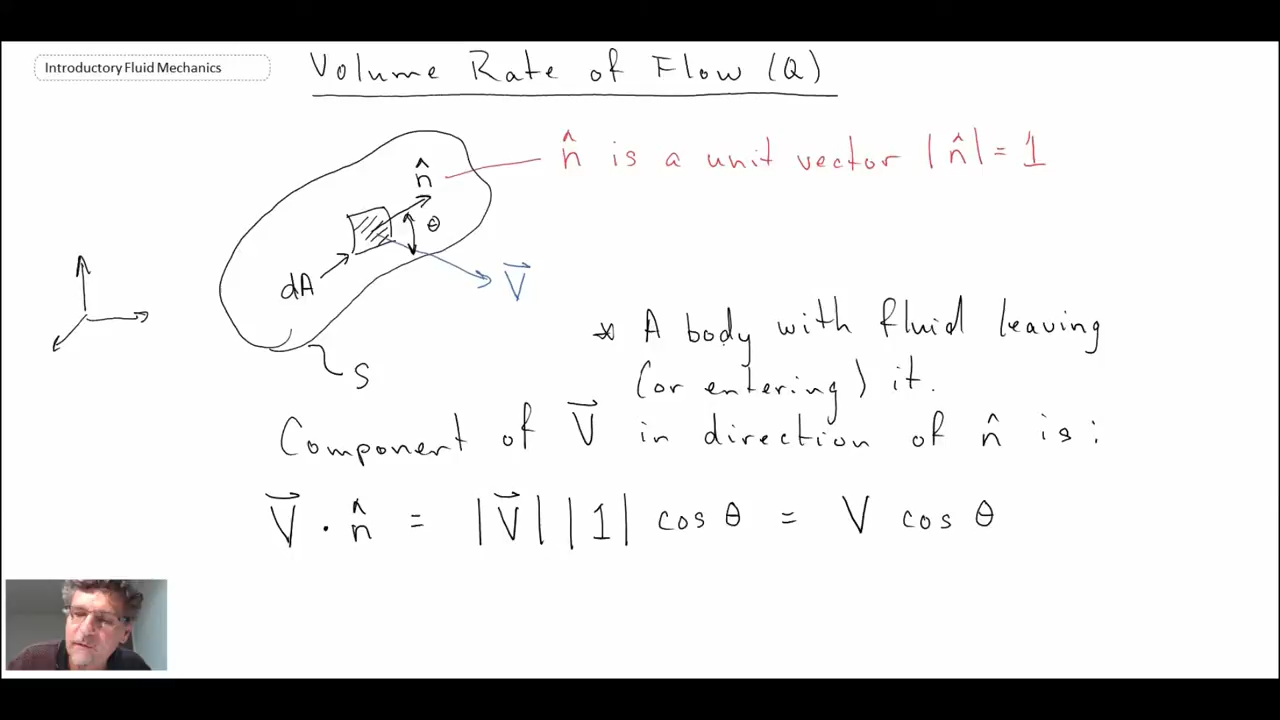 Introductory Fluid Mechanics
Volume Rate of Flow (Q)
n̂ is a unit vector |n̂| = 1
n̂
θ
dA
V⃗
S
* A body with fluid leaving
(or entering) it.
Component of V⃗ in direction of n̂ is:
V⃗ · n̂ = |V⃗| |1| cos θ = V cos θ